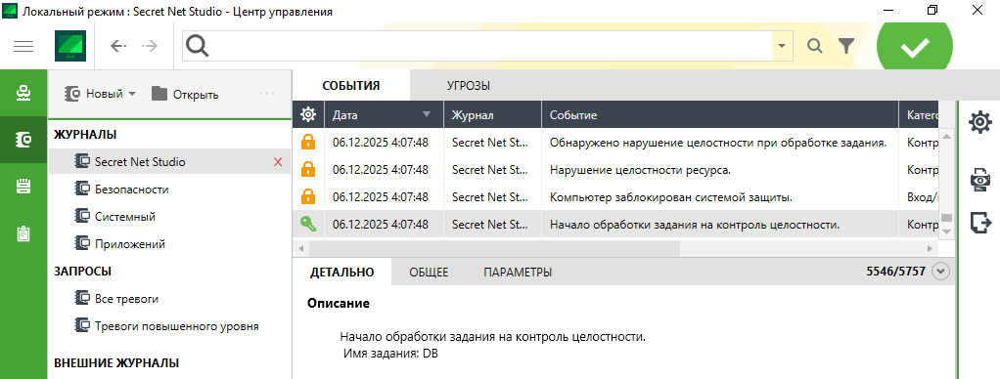 Локальный режим : Secret Net Studio - Центр управления
Новый
Открыть
ЖУРНАЛЫ
Secret Net Studio
Безопасности
Системный
Приложений
ЗАПРОСЫ
Все тревоги
Тревоги повышенного уровня
ВНЕШНИЕ ЖУРНАЛЫ
СОБЫТИЯ УГРОЗЫ
Дата Журнал Событие Катег
06.12.2025 4:07:48 Secret Net St... Обнаружено нарушение целостности при обработке задания. Контр
06.12.2025 4:07:48 Secret Net St... Нарушение целостности ресурса. Контр
06.12.2025 4:07:48 Secret Net St... Компьютер заблокирован системой защиты. Вход/
06.12.2025 4:07:48 Secret Net St... Начало обработки задания на контроль целостности. Контр
ДЕТАЛЬНО ОБЩЕЕ ПАРАМЕТРЫ 5546/5757
Описание
Начало обработки задания на контроль целостности.
Имя задания: DB